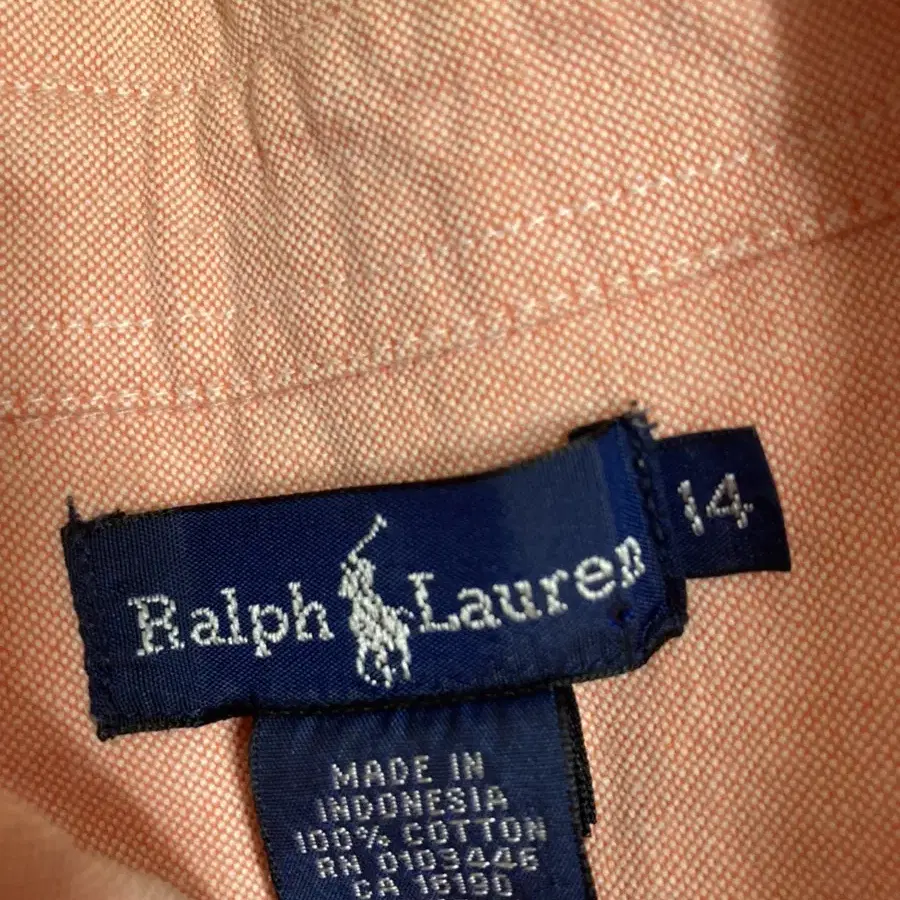 Ralph Lauren
14
MADE IN
INDONESIA
100% COTTON
RN 0103446
CA 16190